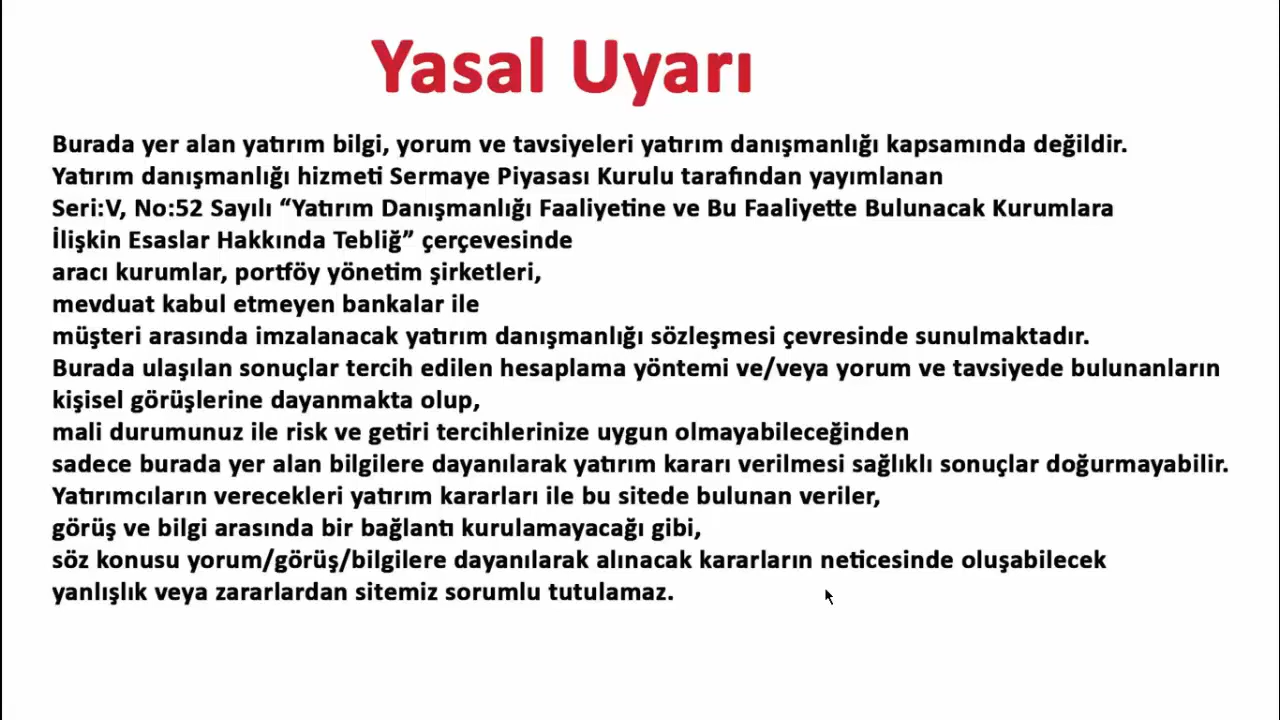 Yasal Uyarı
Burada yer alan yatırım bilgi, yorum ve tavsiyeleri yatırım danışmanlığı kapsamında değildir.
Yatırım danışmanlığı hizmeti Sermaye Piyasası Kurulu tarafından yayımlanan
Seri:V, No:52 Sayılı “Yatırım Danışmanlığı Faaliyetine ve Bu Faaliyette Bulunacak Kurumlara
İlişkin Esaslar Hakkında Tebliğ” çerçevesinde
aracı kurumlar, portföy yönetim şirketleri,
mevduat kabul etmeyen bankalar ile
müşteri arasında imzalanacak yatırım danışmanlığı sözleşmesi çevresinde sunulmaktadır.
Burada ulaşılan sonuçlar tercih edilen hesaplama yöntemi ve/veya yorum ve tavsiyede bulunanların
kişisel görüşlerine dayanmakta olup,
mali durumunuz ile risk ve getiri tercihlerinize uygun olmayabileceğinden
sadece burada yer alan bilgilere dayanılarak yatırım kararı verilmesi sağlıklı sonuçlar doğurmayabilir.
Yatırımcıların verecekleri yatırım kararları ile bu sitede bulunan veriler,
görüş ve bilgi arasında bir bağlantı kurulamayacağı gibi,
söz konusu yorum/görüş/bilgilere dayanılarak alınacak kararların neticesinde oluşabilecek
yanlışlık veya zararlardan sitemiz sorumlu tutulamaz.